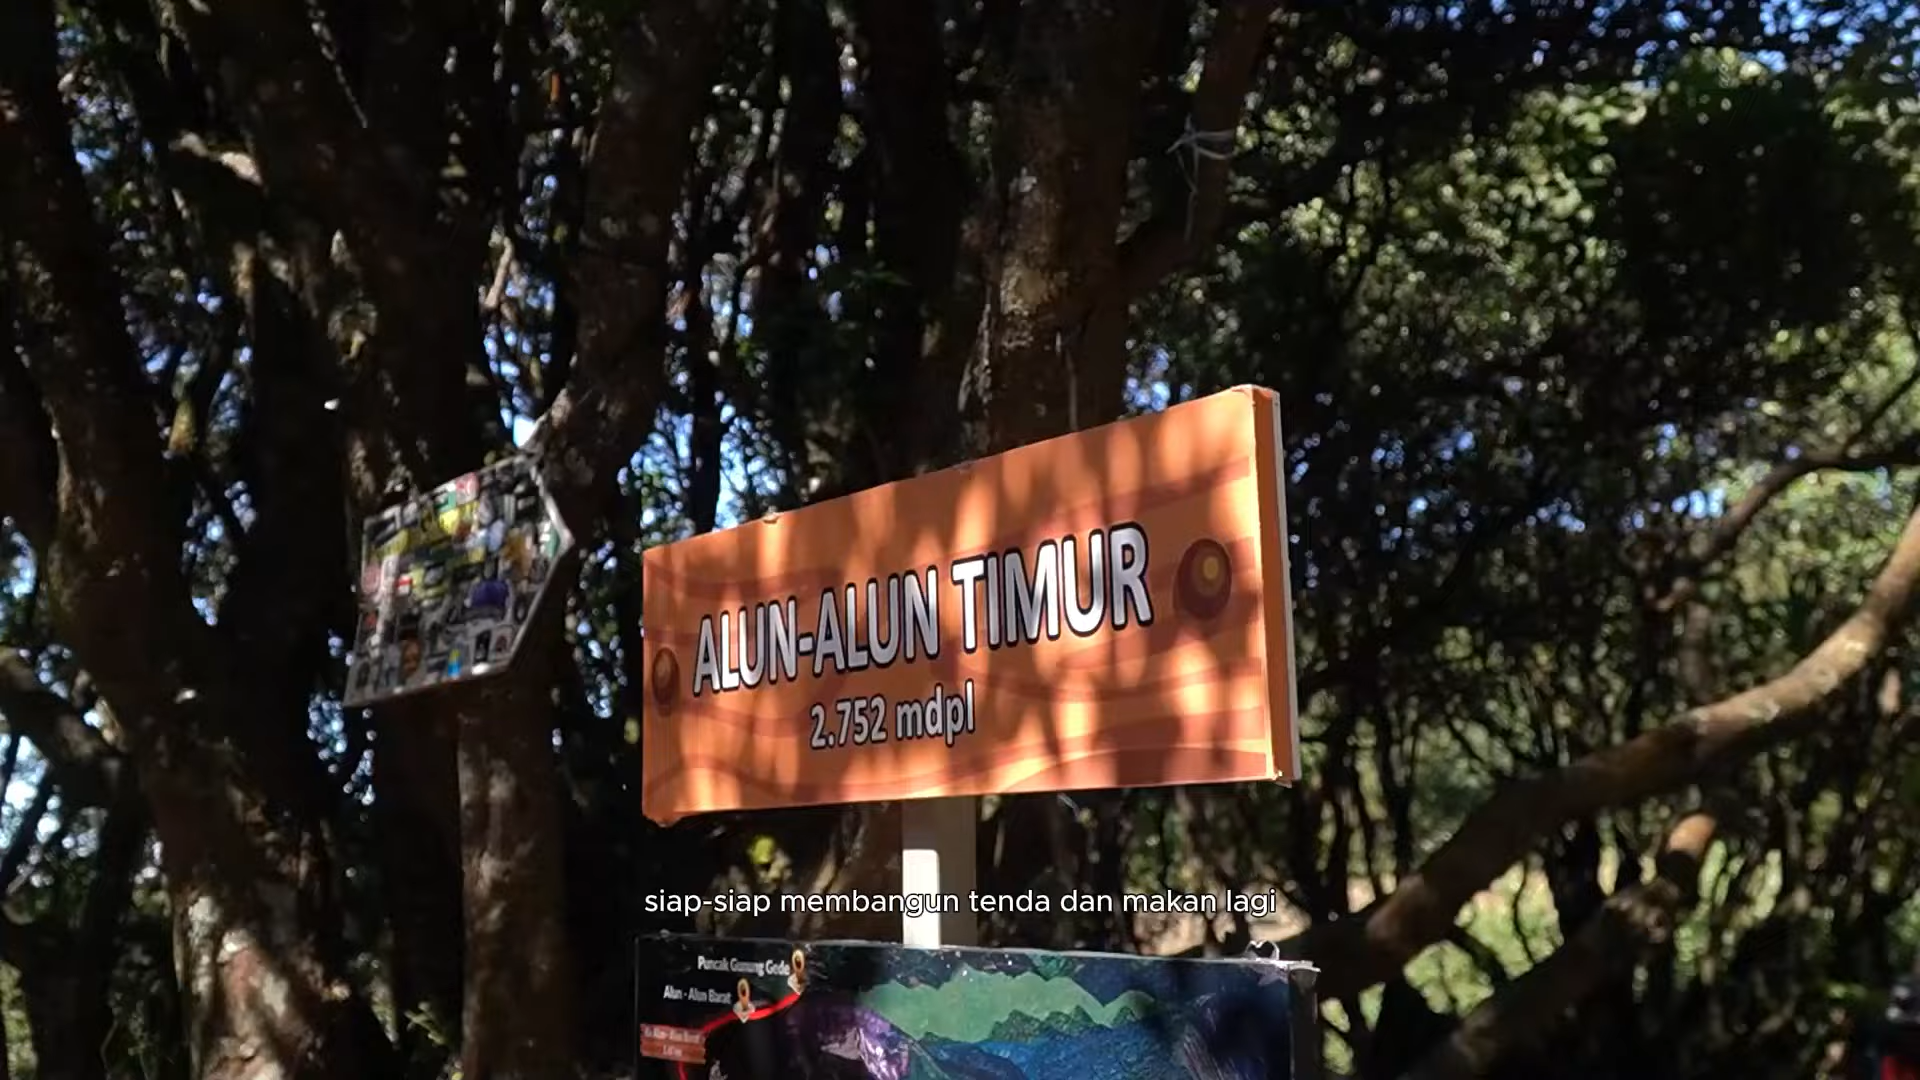 ALUN-ALUN TIMUR
2.752 mdpl
siap-siap membangun tenda dan makan lagi
Puncak Gunung Gede
Alun - Alun Barat